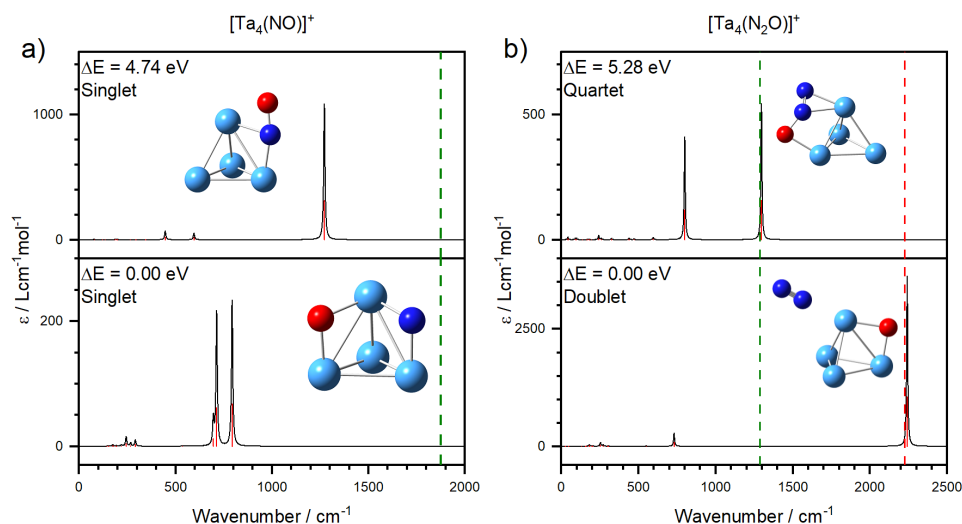 [Ta₄(NO)]⁺
[Ta₄(N₂O)]⁺
a)
b)
ΔE = 4.74 eV
Singlet
1000
0
ΔE = 0.00 eV
Singlet
200
0
0
500
1000
1500
2000
Wavenumber / cm⁻¹
ε / Lcm⁻¹mol⁻¹
ΔE = 5.28 eV
Quartet
500
0
ΔE = 0.00 eV
Doublet
2500
0
0
500
1000
1500
2000
2500
Wavenumber / cm⁻¹
ε / Lcm⁻¹mol⁻¹